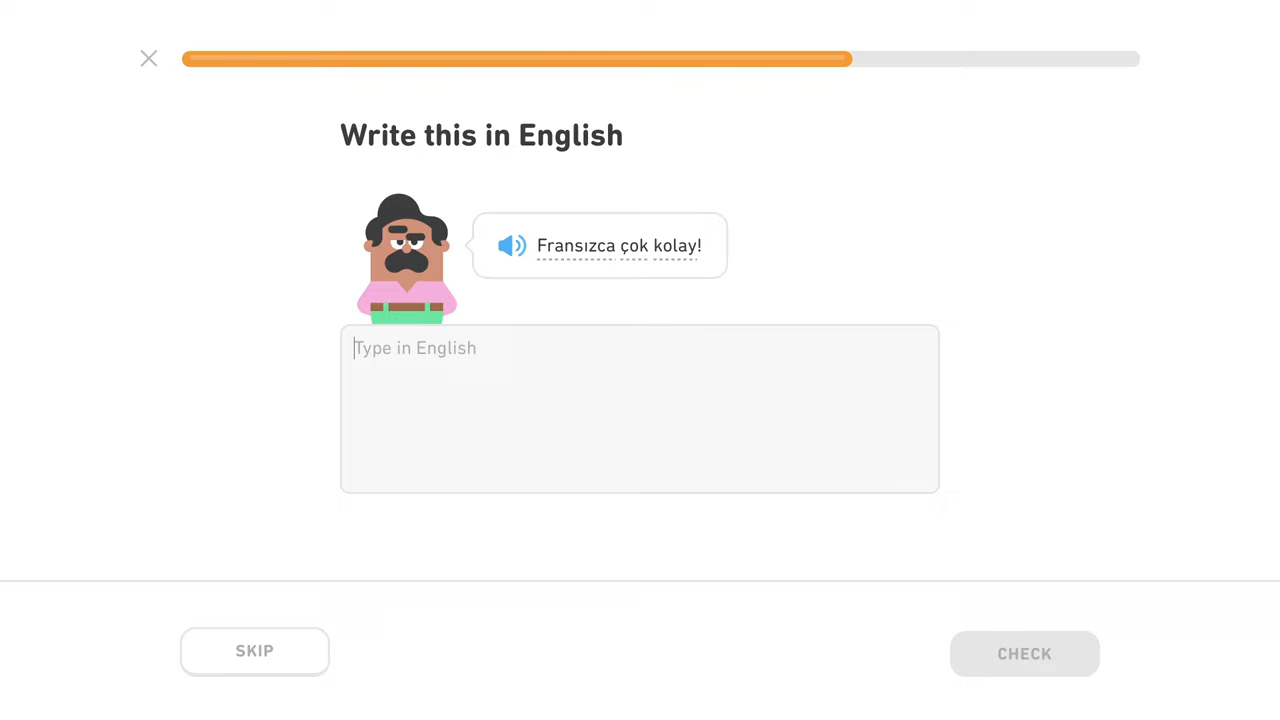 Write this in English
Fransızca çok kolay!
Type in English
SKIP
CHECK